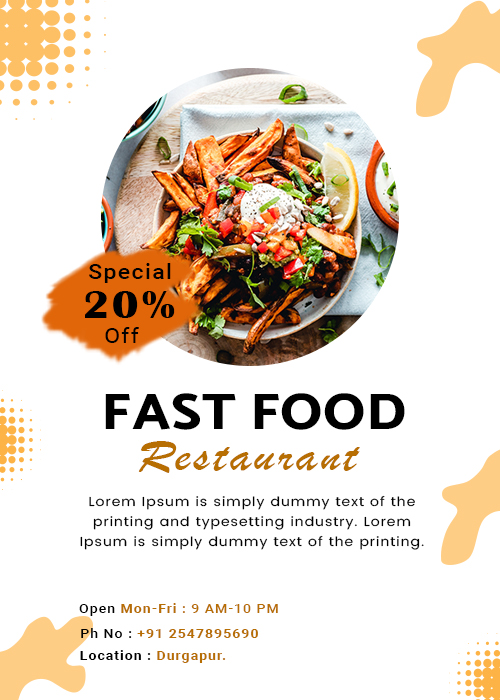 Special
20%
Off
FAST FOOD
Restaurant
Lorem Ipsum is simply dummy text of the
printing and typesetting industry. Lorem
Ipsum is simply dummy text of the printing.
Open Mon-Fri : 9 AM-10 PM
Ph No : +91 2547895690
Location : Durgapur.